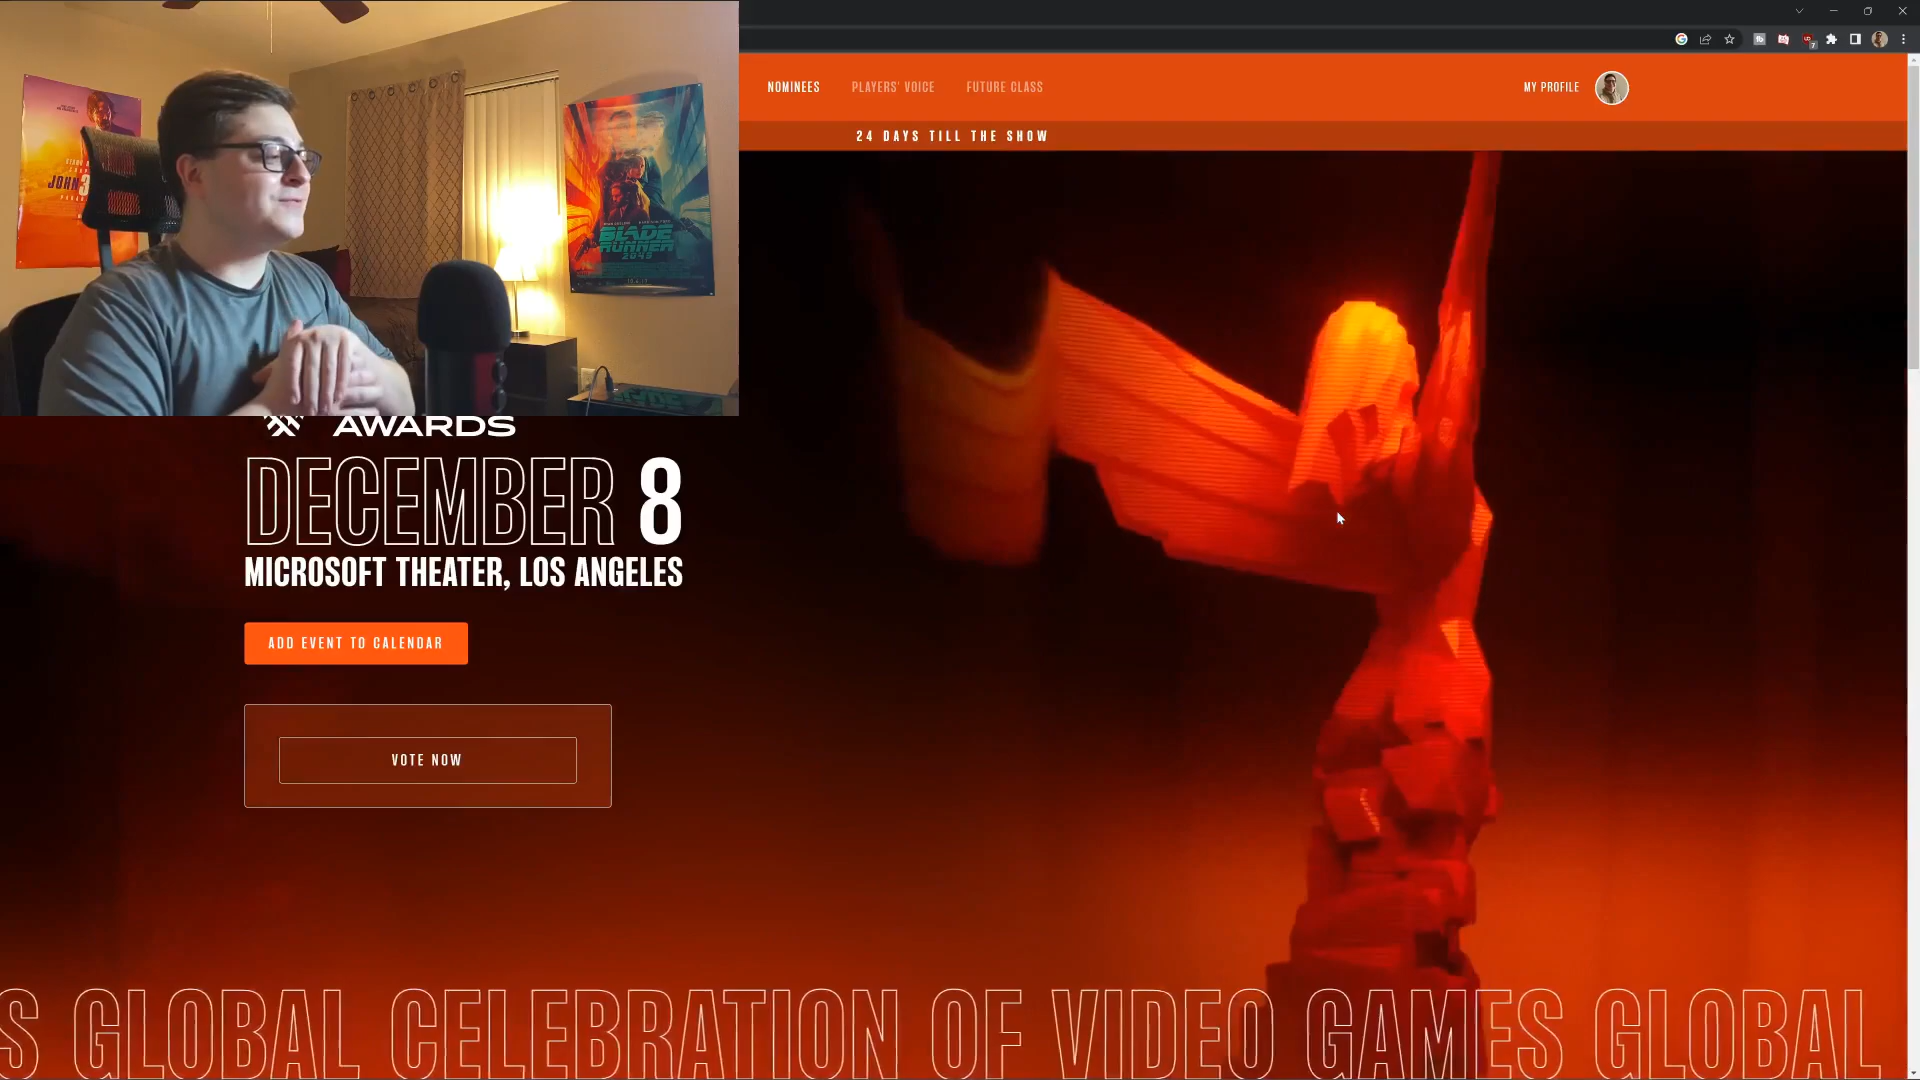 NOMINEES
PLAYERS' VOICE
FUTURE CLASS
MY PROFILE
24 DAYS TILL THE SHOW
JOHN
3
BLADE
RUNNER
2049
AWARDS
DECEMBER 8
MICROSOFT THEATER, LOS ANGELES
ADD EVENT TO CALENDAR
VOTE NOW
S GLOBAL CELEBRATION OF VIDEO GAMES GLOBAL